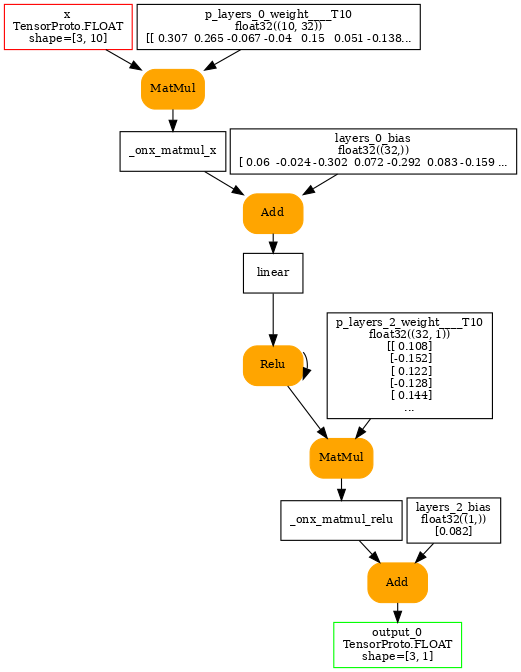 x
TensorProto.FLOAT
shape=[3, 10]
p_layers_0_weight____T10
float32((10, 32))
[[ 0.307 0.265 -0.067 -0.04 0.15 0.051 -0.138...
MatMul
_onx_matmul_x
layers_0_bias
float32((32,))
[ 0.06 -0.024 -0.302 0.072 -0.292 0.083 -0.159 ...
Add
linear
Relu
p_layers_2_weight____T10
float32((32, 1))
[[ 0.108]
[-0.152]
[ 0.122]
[-0.128]
[ 0.144]
...
MatMul
_onx_matmul_relu
layers_2_bias
float32((1,))
[0.082]
Add
output_0
TensorProto.FLOAT
shape=[3, 1]